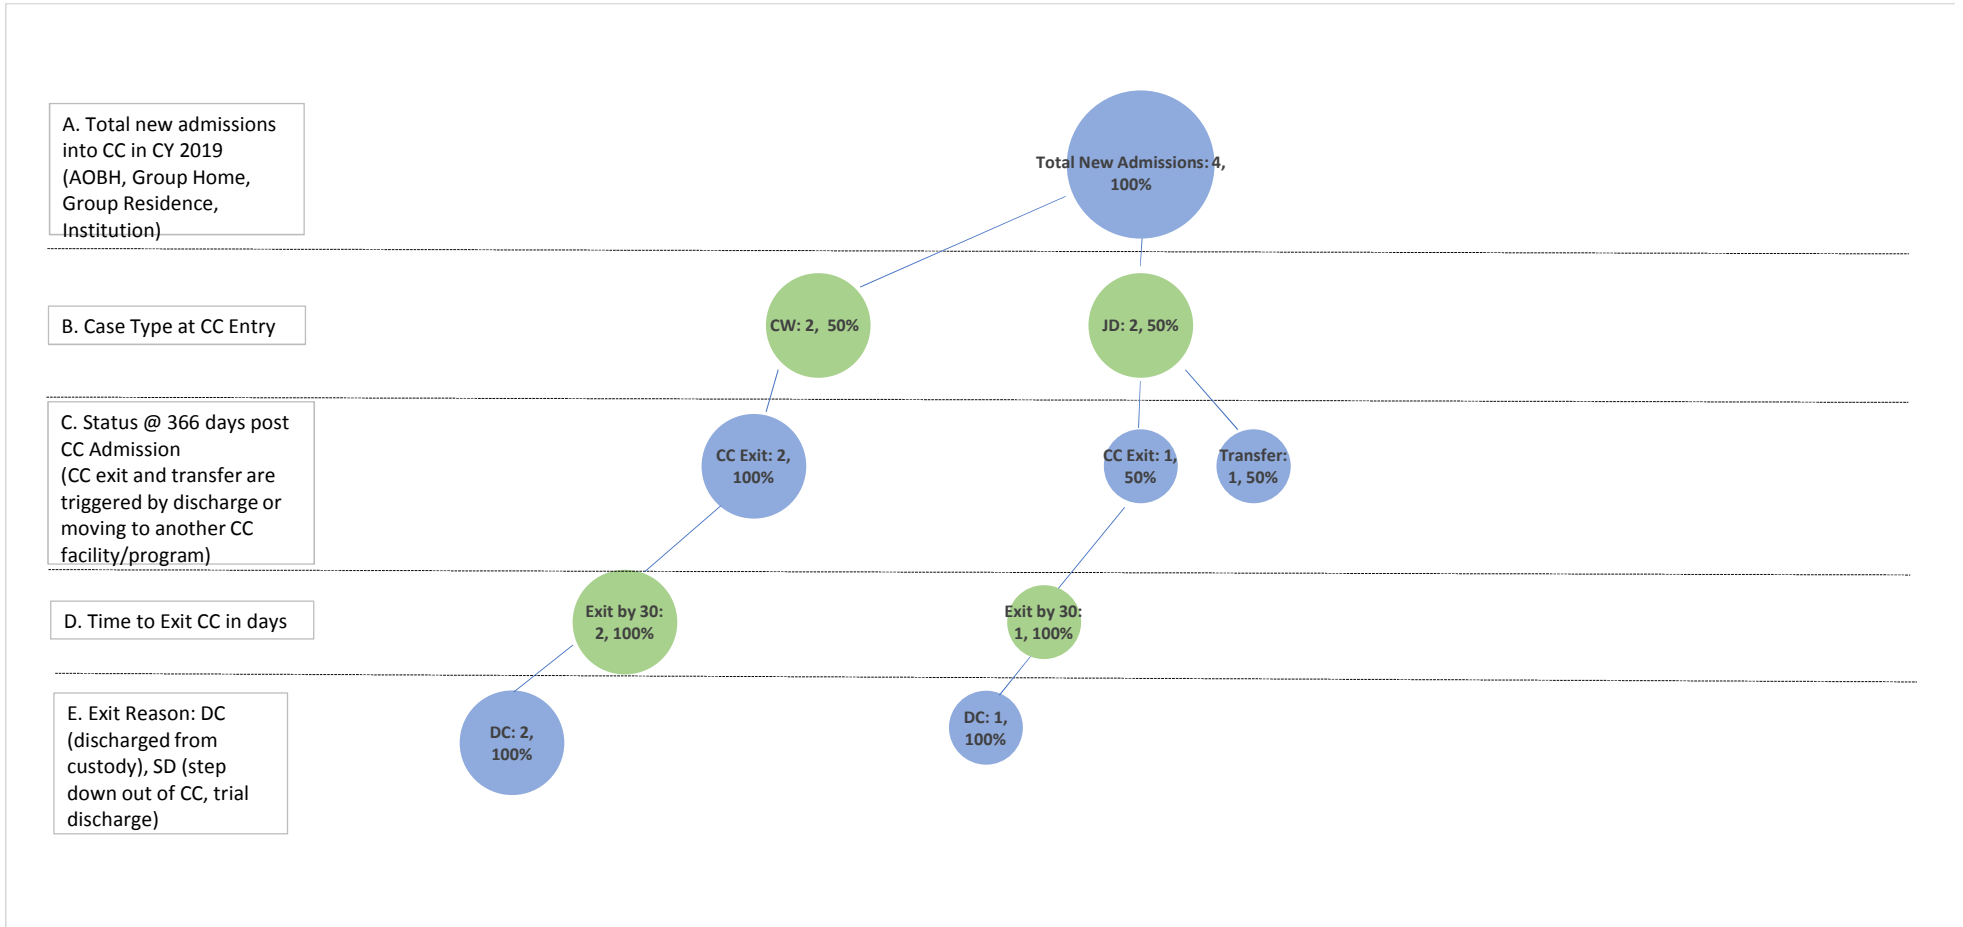 A. Total new admissions
into CC in CY 2019
(AOBH, Group Home,
Group Residence,
Institution)
Total New Admissions: 4,
100%
B. Case Type at CC Entry
CW: 2,  50%
JD: 2, 50%
C. Status @ 366 days post
CC Admission
(CC exit and transfer are
triggered by discharge or
moving to another CC
facility/program)
CC Exit: 2,
100%
CC Exit: 1,
50%
Transfer:
1, 50%
D. Time to Exit CC in days
Exit by 30:
2, 100%
Exit by 30:
1, 100%
E. Exit Reason: DC
(discharged from
custody), SD (step
down out of CC, trial
discharge)
DC: 2,
100%
DC: 1,
100%